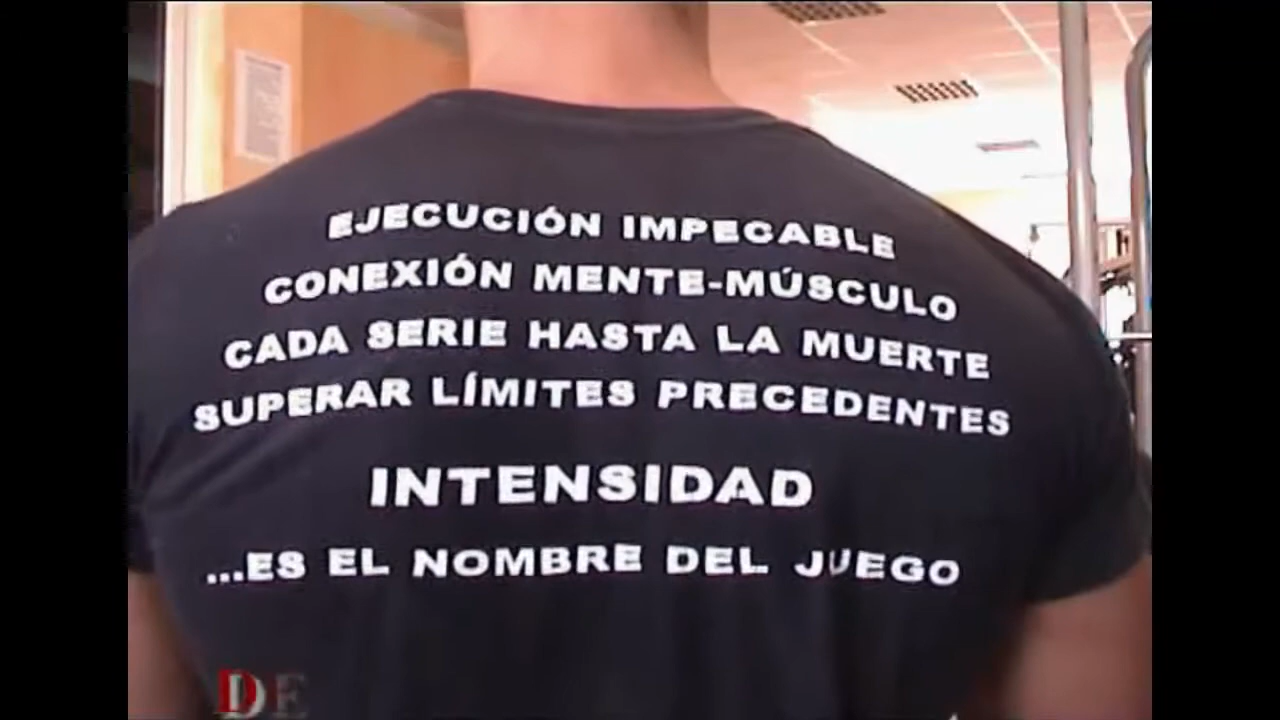 EJECUCIÓN IMPECABLE
CONEXIÓN MENTE-MÚSCULO
CADA SERIE HASTA LA MUERTE
SUPERAR LÍMITES PRECEDENTES
INTENSIDAD
...ES EL NOMBRE DEL JUEGO
DE